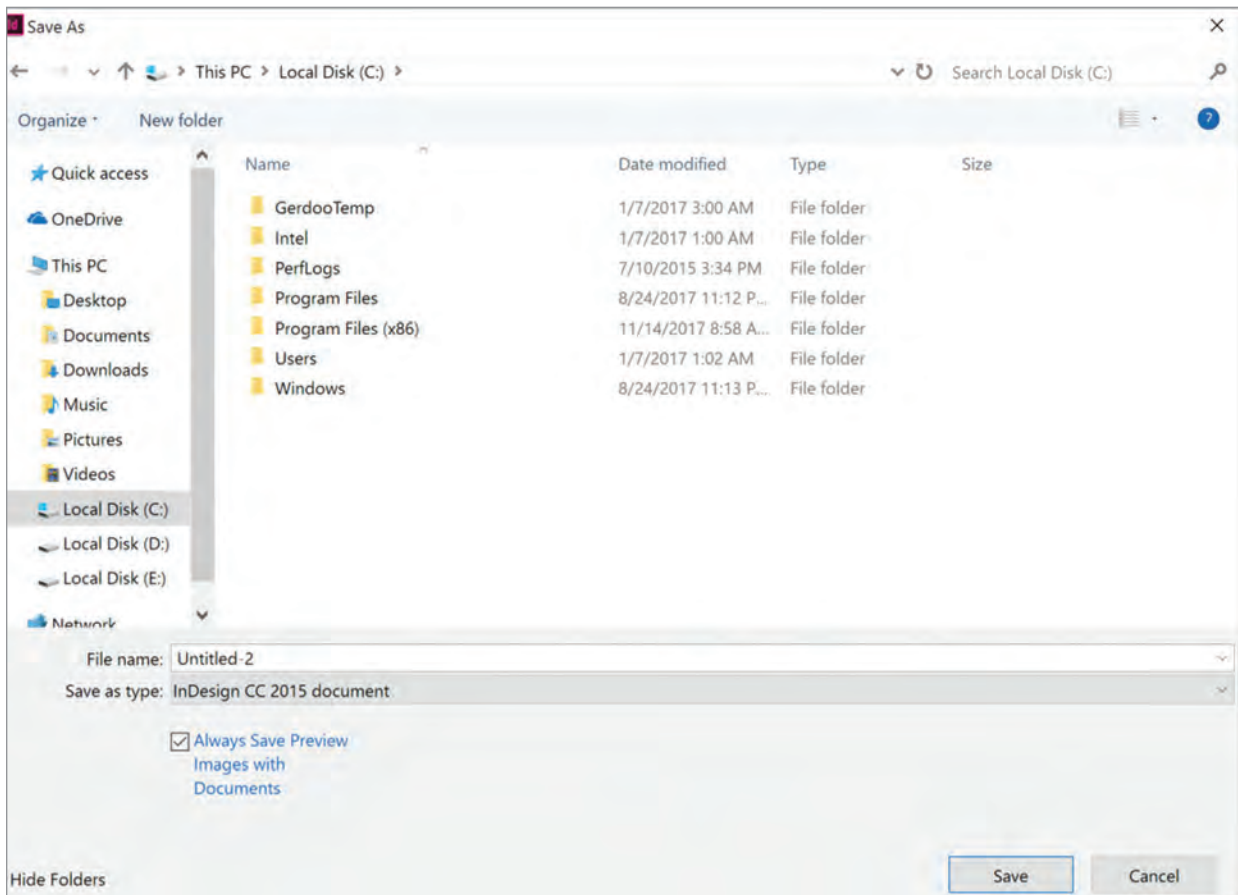 Id Save As
This PC > Local Disk (C:) >
Search Local Disk (C:)
Organize
New folder
?
Quick access
OneDrive
This PC
Desktop
Documents
Downloads
Music
Pictures
Videos
Local Disk (C:)
Local Disk (D:)
Local Disk (E:)
Network
Name Date modified Type Size
GerdooTemp 1/7/2017 3:00 AM File folder
Intel 1/7/2017 1:00 AM File folder
PerfLogs 7/10/2015 3:34 PM File folder
Program Files 8/24/2017 11:12 P... File folder
Program Files (x86) 11/14/2017 8:58 A... File folder
Users 1/7/2017 1:02 AM File folder
Windows 8/24/2017 11:13 P... File folder
File name: Untitled-2
Save as type: InDesign CC 2015 document
Always Save Preview
Images with
Documents
Hide Folders
Save
Cancel